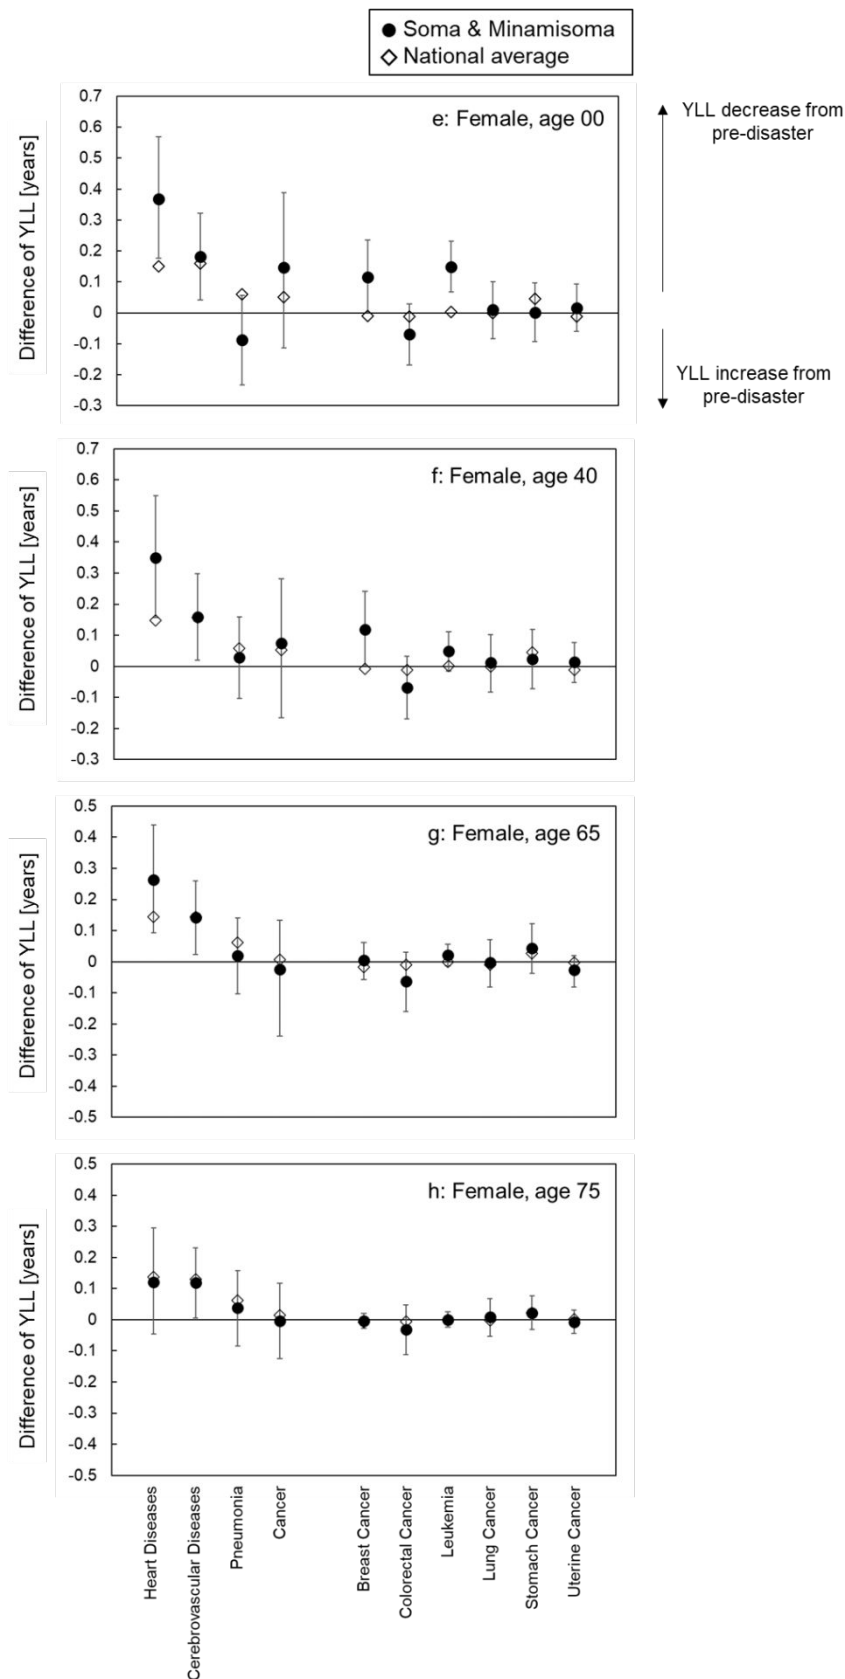 ● Soma & Minamisoma
◇ National average
Difference of YLL [years]
0.7
0.6
0.5
0.4
0.3
0.2
0.1
0
-0.1
-0.2
-0.3
e: Female, age 00
YLL decrease from
pre-disaster
YLL increase from
pre-disaster
Difference of YLL [years]
0.7
0.6
0.5
0.4
0.3
0.2
0.1
0
-0.1
-0.2
-0.3
f: Female, age 40
Difference of YLL [years]
0.5
0.4
0.3
0.2
0.1
0
-0.1
-0.2
-0.3
-0.4
-0.5
g: Female, age 65
Difference of YLL [years]
0.5
0.4
0.3
0.2
0.1
0
-0.1
-0.2
-0.3
-0.4
-0.5
h: Female, age 75
Heart Diseases
Cerebrovascular Diseases
Pneumonia
Cancer
Breast Cancer
Colorectal Cancer
Leukemia
Lung Cancer
Stomach Cancer
Uterine Cancer